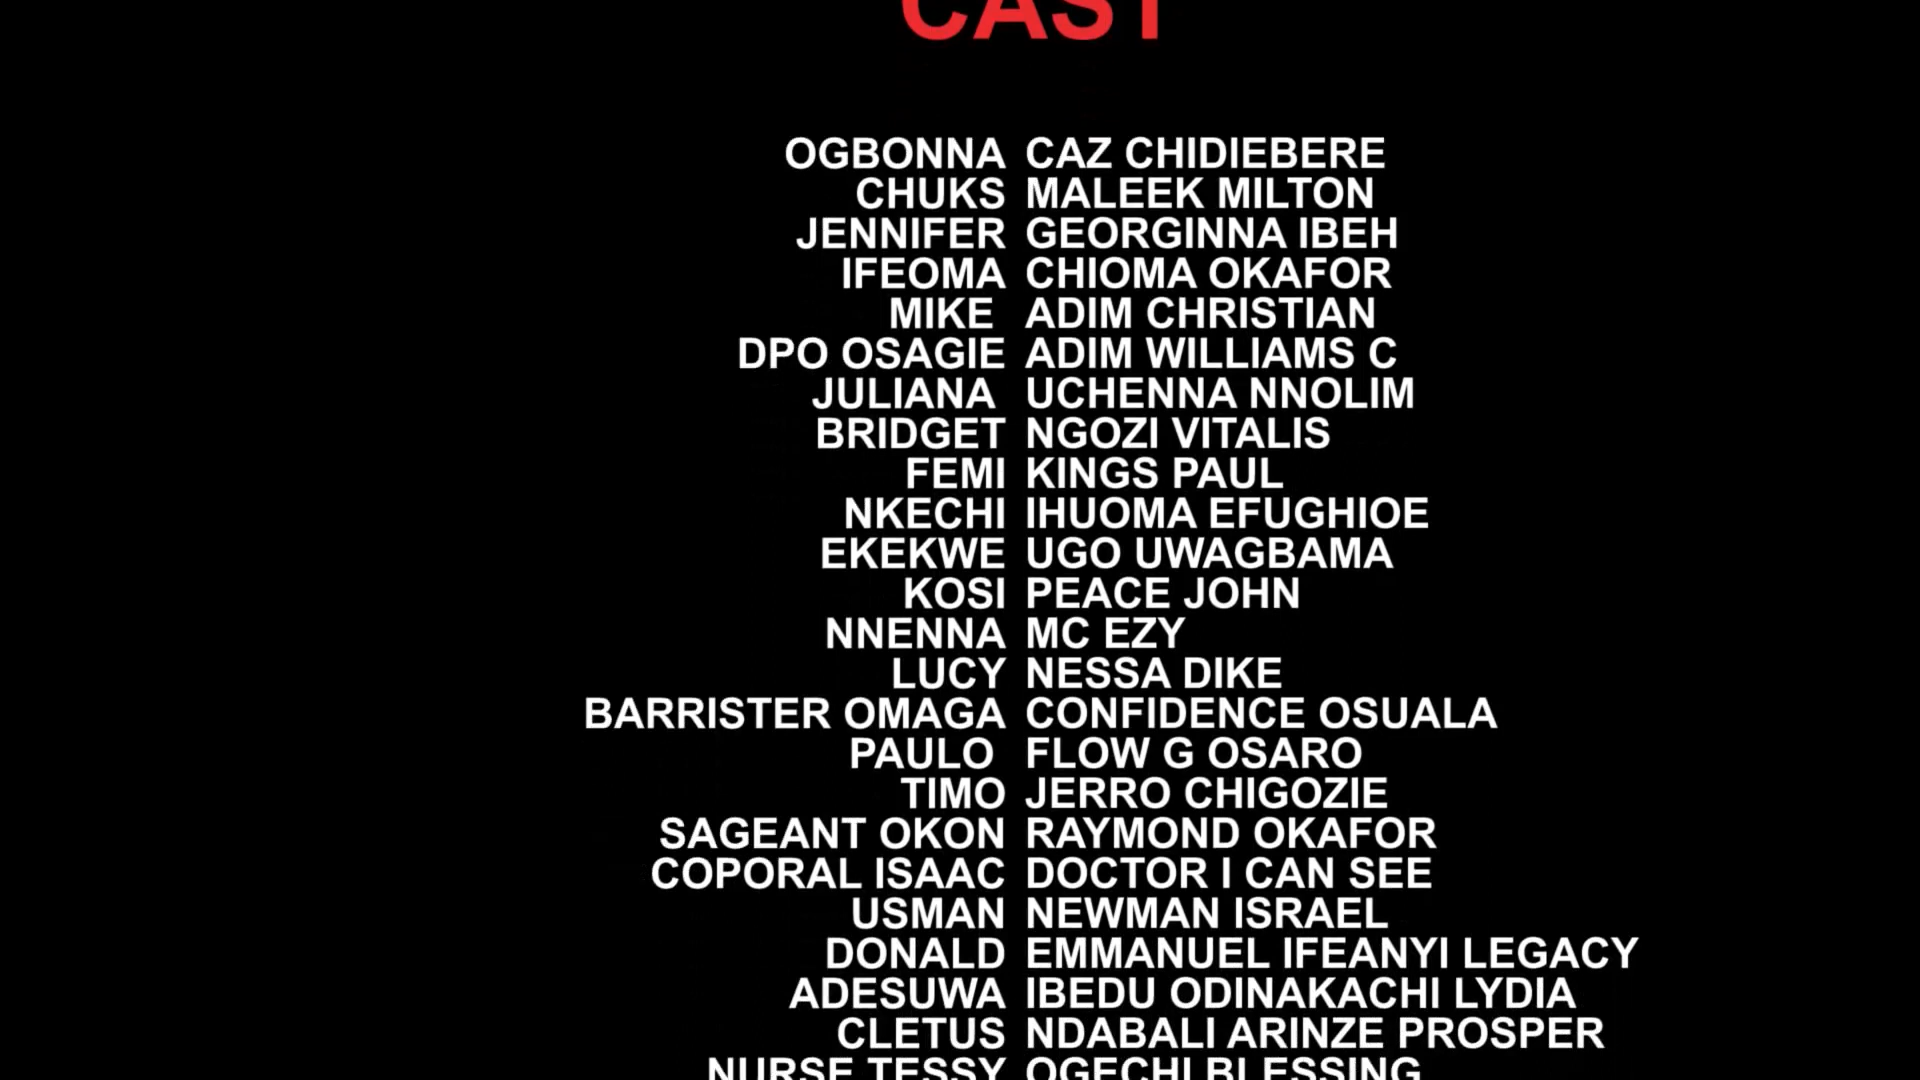 CAST
OGBONNA CAZ CHIDIEBERE
CHUKS MALEEK MILTON
JENNIFER GEORGINNA IBEH
IFEOMA CHIOMA OKAFOR
MIKE ADIM CHRISTIAN
DPO OSAGIE ADIM WILLIAMS C
JULIANA UCHENNA NNOLIM
BRIDGET NGOZI VITALIS
FEMI KINGS PAUL
NKECHI IHUOMA EFUGHIOE
EKEKWE UGO UWAGBAMA
KOSI PEACE JOHN
NNENNA MC EZY
LUCY NESSA DIKE
BARRISTER OMAGA CONFIDENCE OSUALA
PAULO FLOW G OSARO
TIMO JERRO CHIGOZIE
SAGEANT OKON RAYMOND OKAFOR
COPORAL ISAAC DOCTOR I CAN SEE
USMAN NEWMAN ISRAEL
DONALD EMMANUEL IFEANYI LEGACY
ADESUWA IBEDU ODINAKACHI LYDIA
CLETUS NDABALI ARINZE PROSPER
NURSE TESSY OGECHI BLESSING